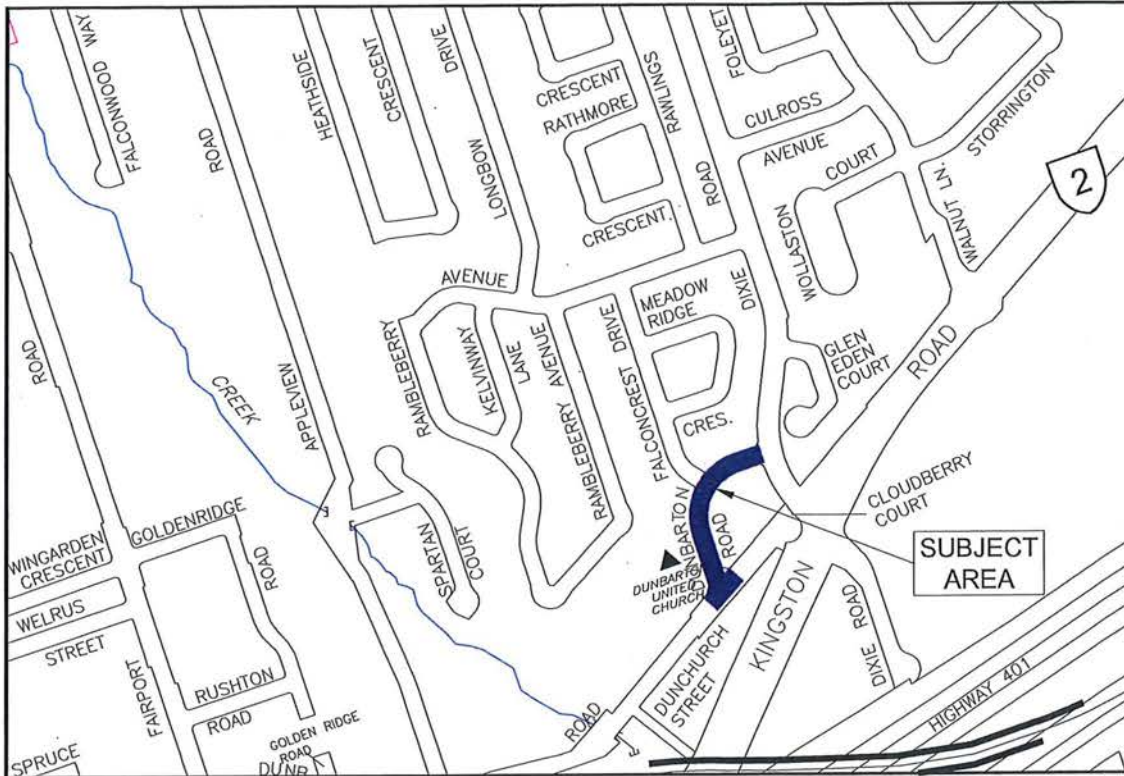 FALCONWOOD WAY
ROAD
HEATHSIDE
CRESCENT
DRIVE
LONGBOW
CRESCENT
RATHMORE
RAWLINGS
ROAD
CRESCENT.
FOLEYET
CULROSS
AVENUE
COURT
WOLLASTON
STORRINGTON
WALNUT LN.
2
ROAD
CREEK
APPLEVIEW
AVENUE
RAMBLEBERRY
KELVINWAY
LANE
AVENUE
RAMBLEBERRY
FALCONCREST DRIVE
MEADOW
RIDGE
DIXIE
CRES.
GLEN
EDEN
COURT
ROAD
CLOUDBERRY
COURT
SUBJECT
AREA
ROAD
DUNBARTON
UNITED
CHURCH
SPARTAN
COURT
GOLDENRIDGE
ROAD
WINGARDEN
CRESCENT
WELRUS
STREET
FAIRPORT
RUSHTON
ROAD
GOLDEN RIDGE
ROAD
SPRUCE
ROAD
DUNCHURCH
STREET
KINGSTON
DIXIE ROAD
HIGHWAY 401